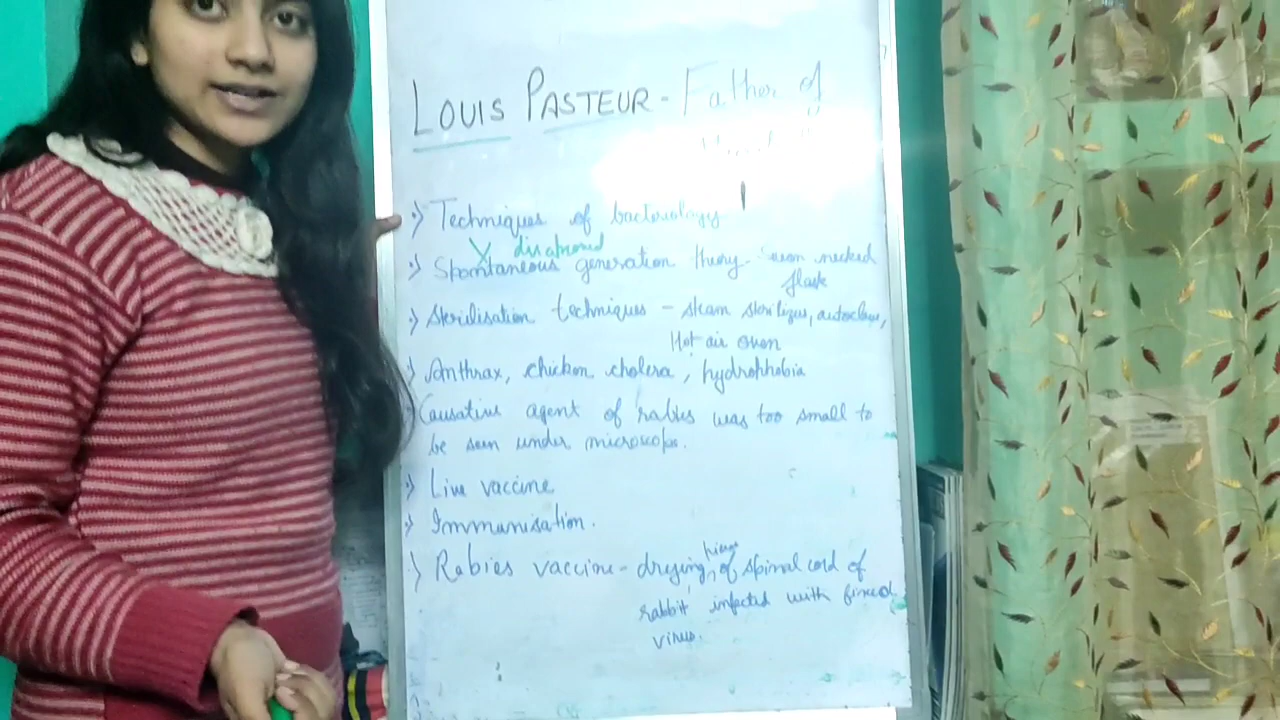 LOUIS PASTEUR - Father of
·> Techniques of bacteriology
X disproved
·> Spontaneous generation theory - swan necked
flask
·> Sterilisation techniques - steam sterilizer, autoclave,
Hot air oven
·> Anthrax, chicken cholera, hydrophobia
·> Causative agent of rabies was too small to
be seen under microscope.
·> Live vaccine
·> Immunisation.
pieces
·> Rabies vaccine - drying, of spinal cord of
rabbit infected with fixed
virus.